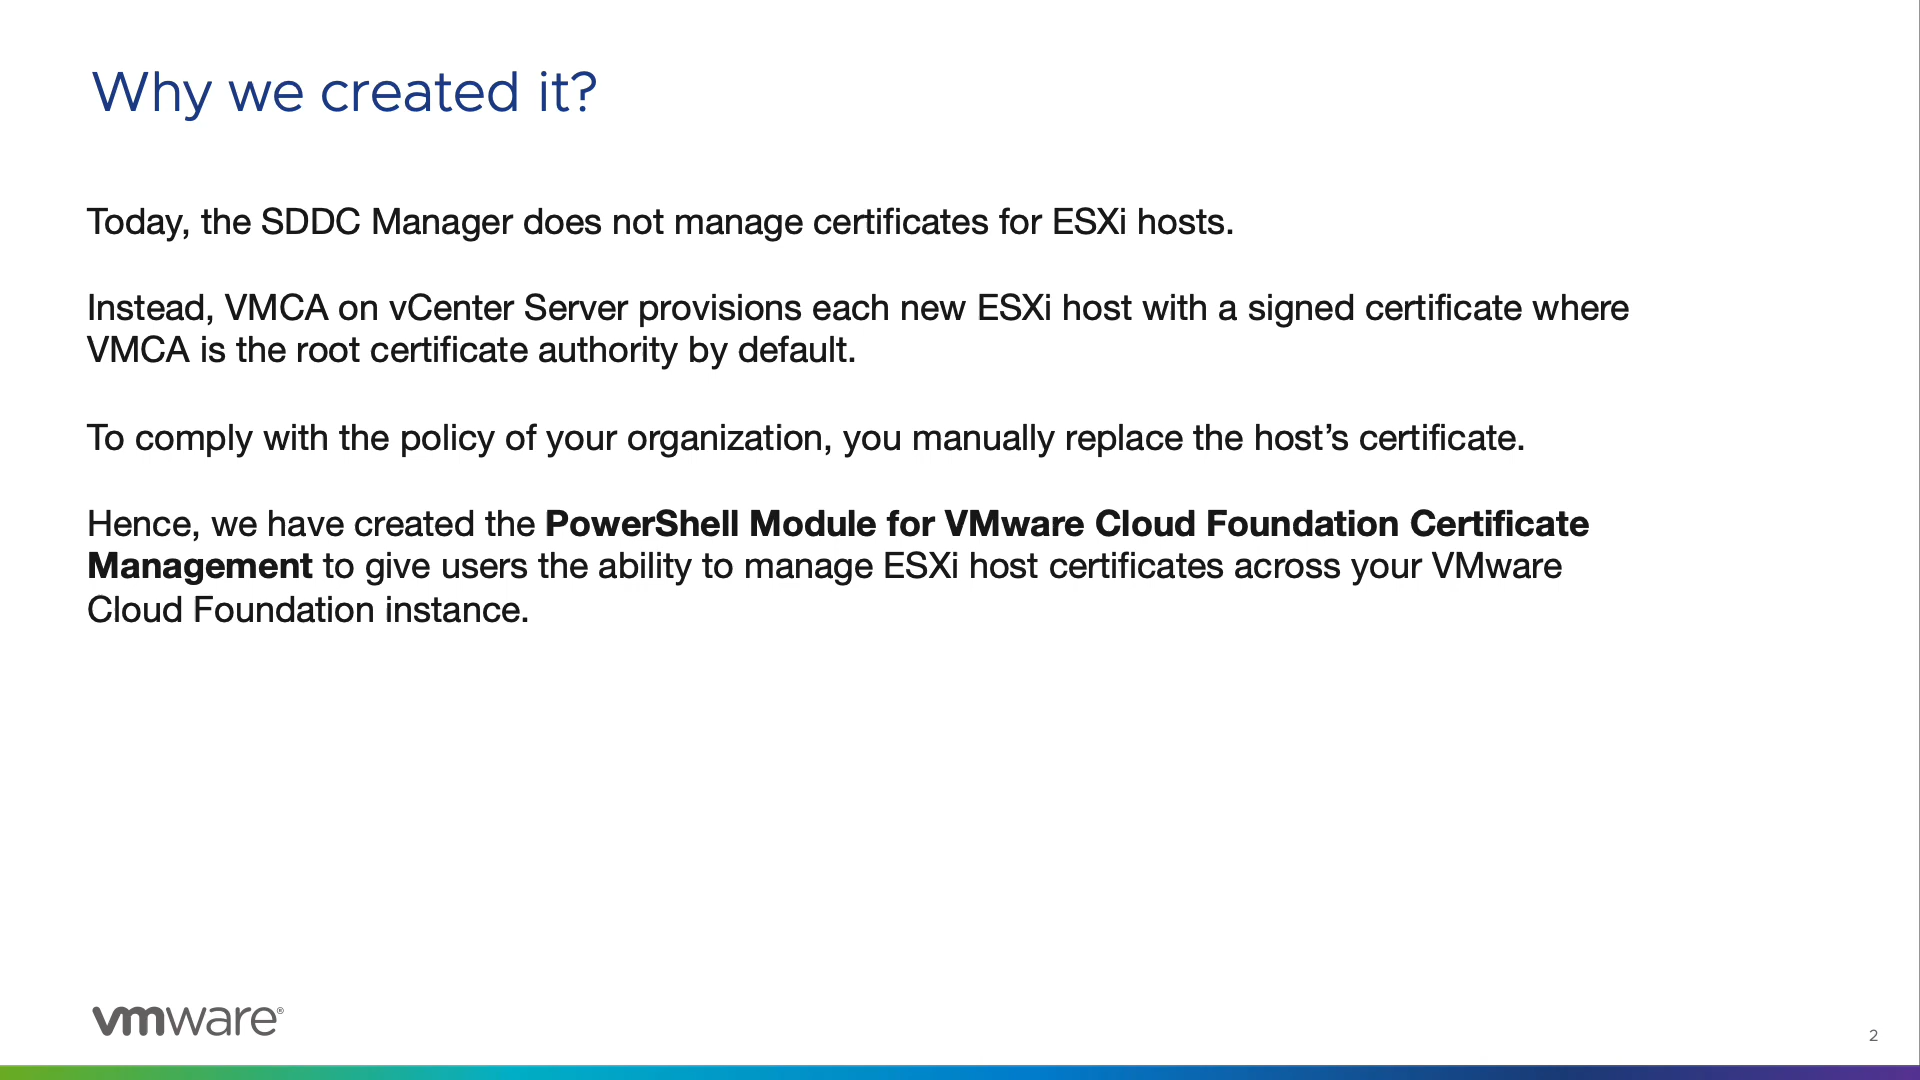 Why we created it?
Today, the SDDC Manager does not manage certificates for ESXi hosts.
Instead, VMCA on vCenter Server provisions each new ESXi host with a signed certificate where
VMCA is the root certificate authority by default.
To comply with the policy of your organization, you manually replace the host’s certificate.
Hence, we have created the PowerShell Module for VMware Cloud Foundation Certificate
Management to give users the ability to manage ESXi host certificates across your VMware
Cloud Foundation instance.
vmware®
2